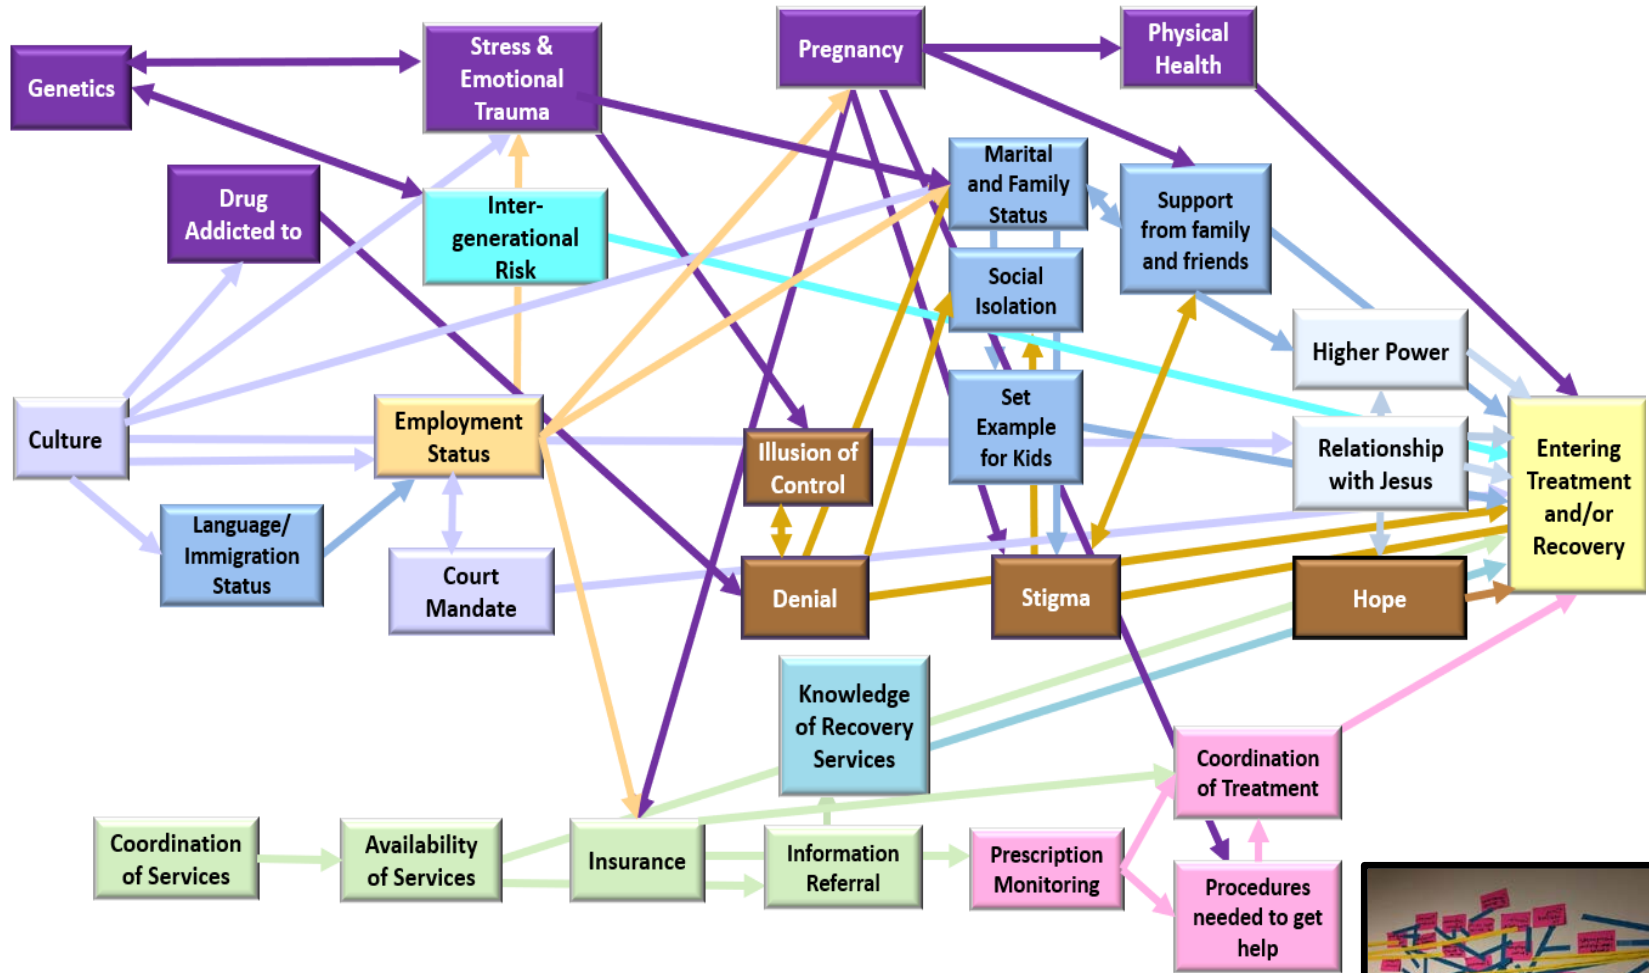 Genetics
Stress &
Emotional
Trauma
Pregnancy
Physical
Health
Drug
Addicted to
Inter-
generational
Risk
Marital
and Family
Status
Support
from family
and friends
Social
Isolation
Higher Power
Culture
Employment
Status
Illusion of
Control
Set
Example
for Kids
Relationship
with Jesus
Entering
Treatment
and/or
Recovery
Language/
Immigration
Status
Court
Mandate
Denial
Stigma
Hope
Knowledge
of Recovery
Services
Coordination
of Treatment
Coordination
of Services
Availability
of Services
Insurance
Information
Referral
Prescription
Monitoring
Procedures
needed to get
help